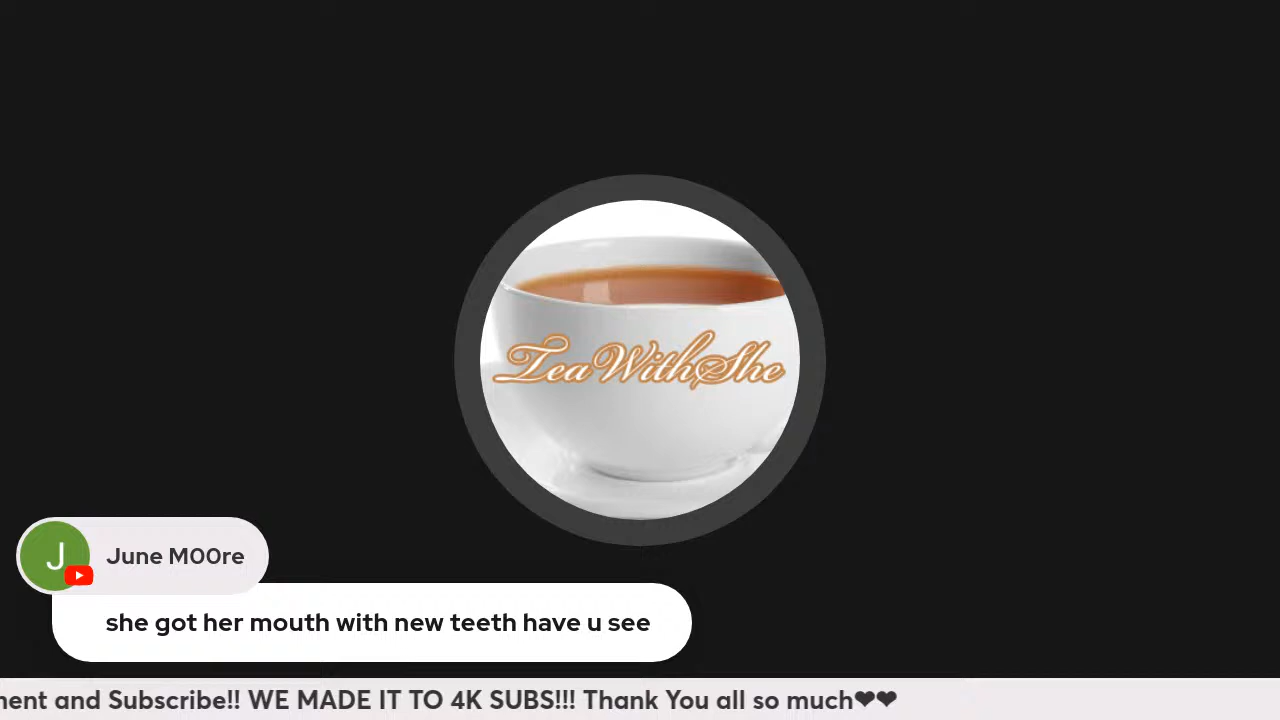 TeaWithShe
J
June M00re
she got her mouth with new teeth have u see
and Subscribe!! WE MADE IT TO 4K SUBS!!! Thank You all so much❤❤